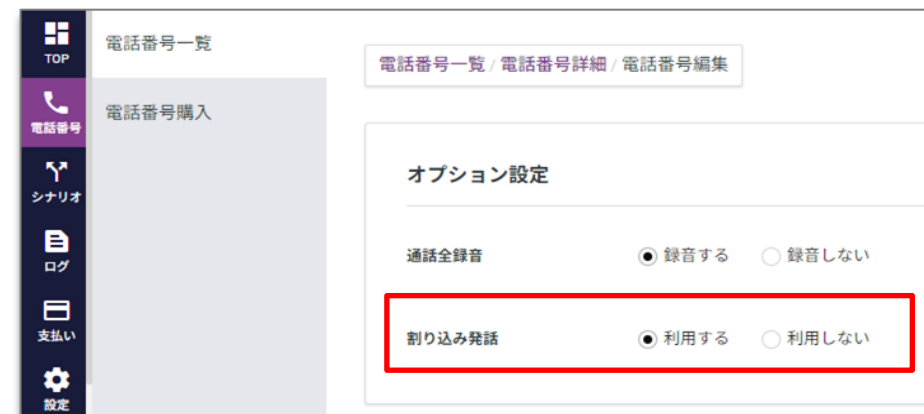 TOP
電話番号
シナリオ
ログ
支払い
設定
電話番号一覧
電話番号購入
電話番号一覧 / 電話番号詳細 / 電話番号編集
オプション設定
通話全録音 録音する 録音しない
割り込み発話 利用する 利用しない